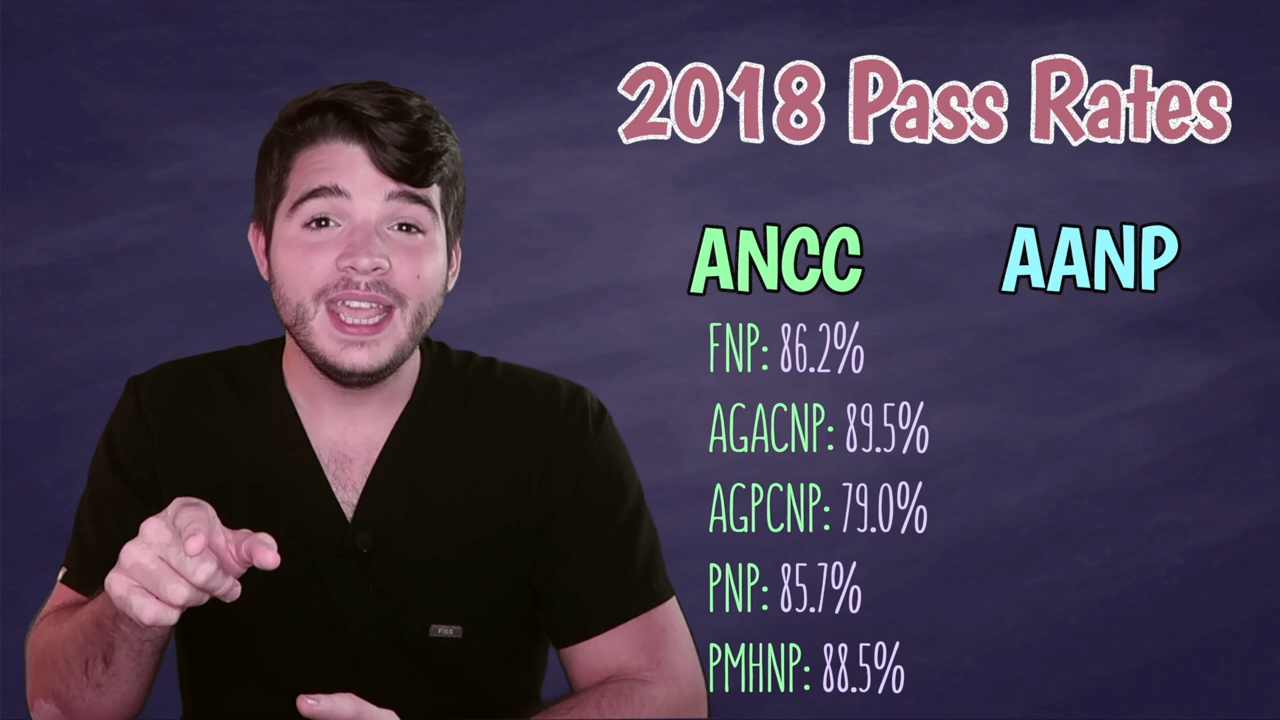 2018 Pass Rates
ANCC
AANP
FNP: 86.2%
AGACNP: 89.5%
AGPCNP: 79.0%
PNP: 85.7%
PMHNP: 88.5%
FIGS